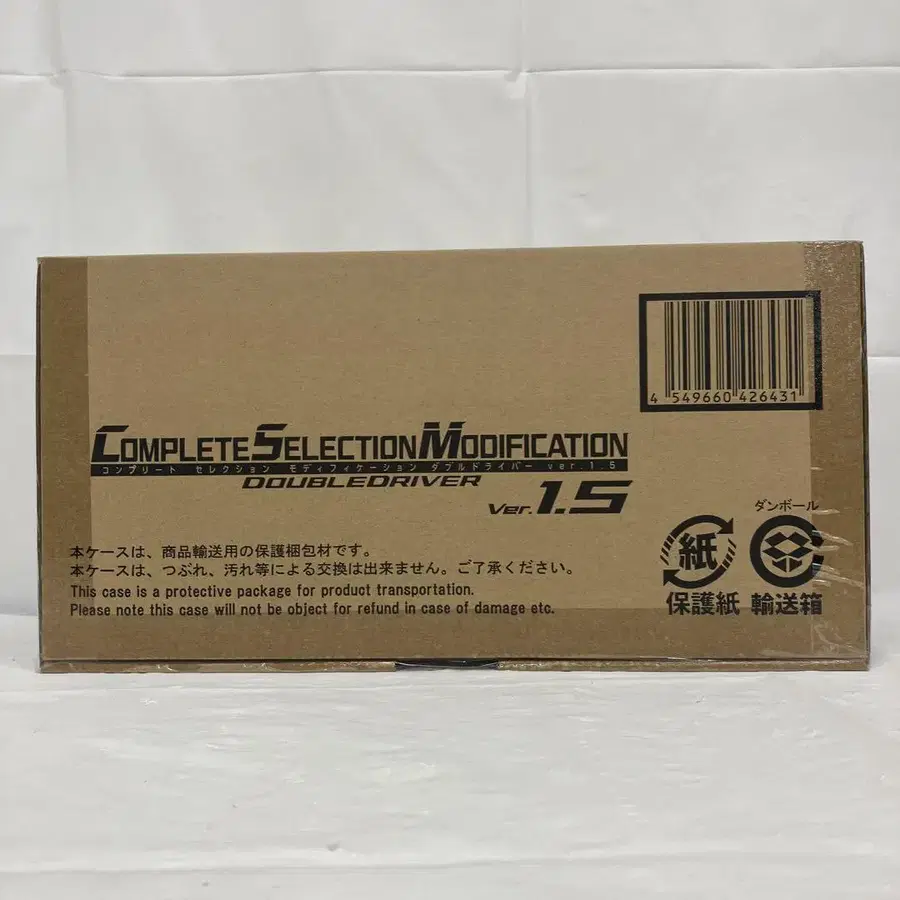 4 549660 426431
COMPLETE SELECTION MODIFICATION
コンプリート セレクション モディフィケーション ダブルドライバー ver.1.5
DOUBLEDRIVER
Ver.1.5
ダンボール
本ケースは、商品輸送用の保護梱包材です。
本ケースは、つぶれ、汚れ等による交換は出来ません。ご了承ください。
This case is a protective package for product transportation.
Please note this case will not be object for refund in case of damage etc.
紙
保護紙 輸送箱